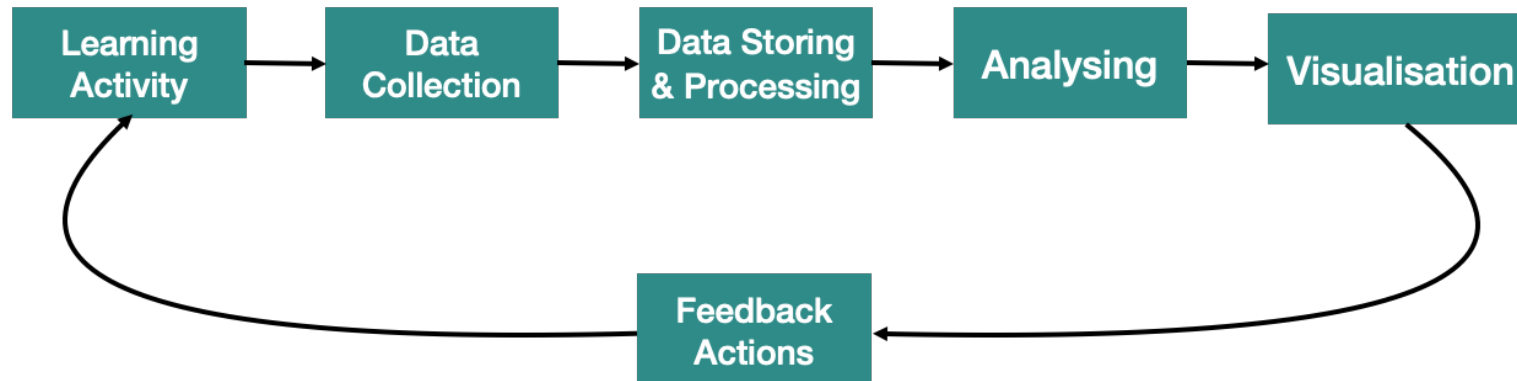 Learning
Activity
Data
Collection
Data Storing
& Processing
Analysing
Visualisation
Feedback
Actions